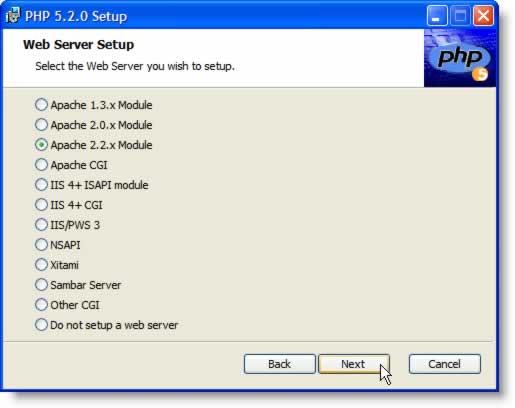 PHP 5.2.0 Setup
Web Server Setup
Select the Web Server you wish to setup.
php
5
Apache 1.3.x Module
Apache 2.0.x Module
Apache 2.2.x Module
Apache CGI
IIS 4+ ISAPI module
IIS 4+ CGI
IIS/PWS 3
NSAPI
Xitami
Sambar Server
Other CGI
Do not setup a web server
Back Next Cancel